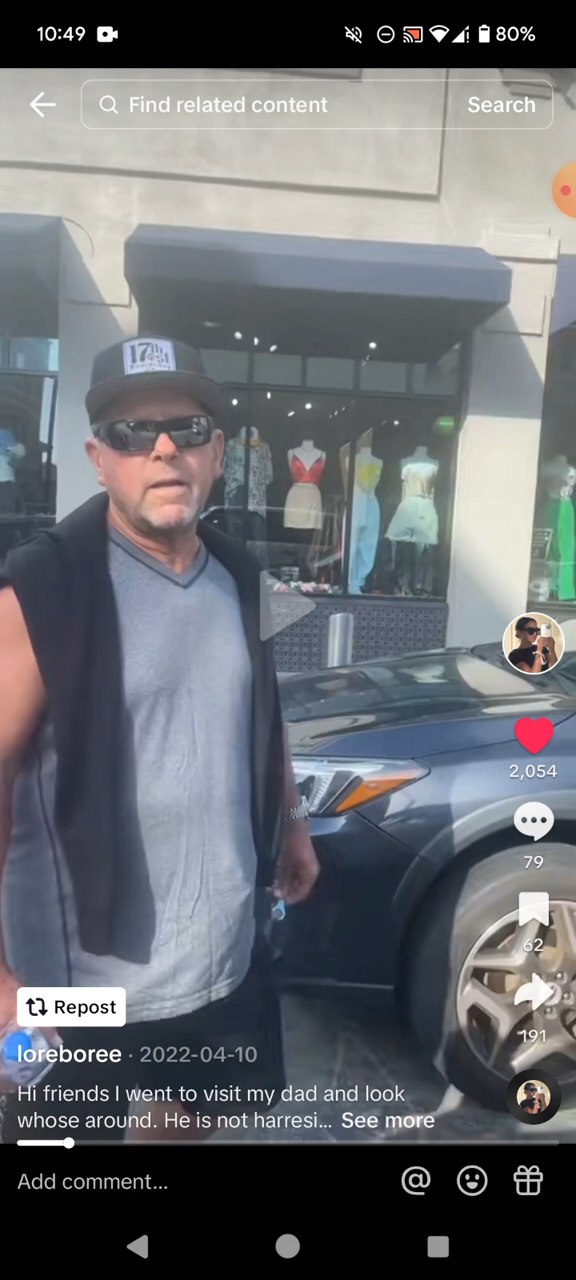 10:49
80%
Find related content
Search
17th
Repost
loreboree · 2022-04-10
Hi friends I went to visit my dad and look
whose around. He is not harresi... See more
2,054
79
62
191
Add comment...